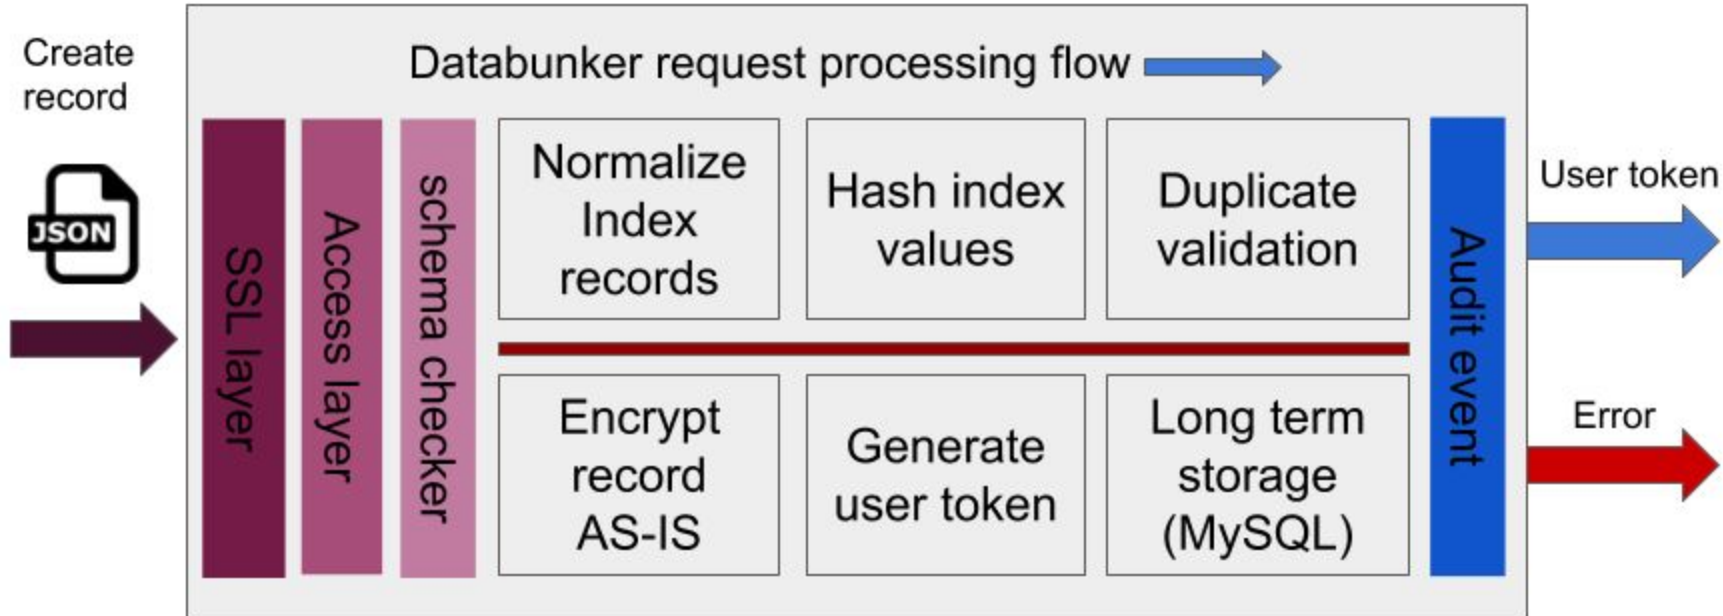 Create
record
JSON
Databunker request processing flow
SSL layer
Access layer
schema checker
Normalize
Index
records
Hash index
values
Duplicate
validation
Encrypt
record
AS-IS
Generate
user token
Long term
storage
(MySQL)
Audit event
User token
Error